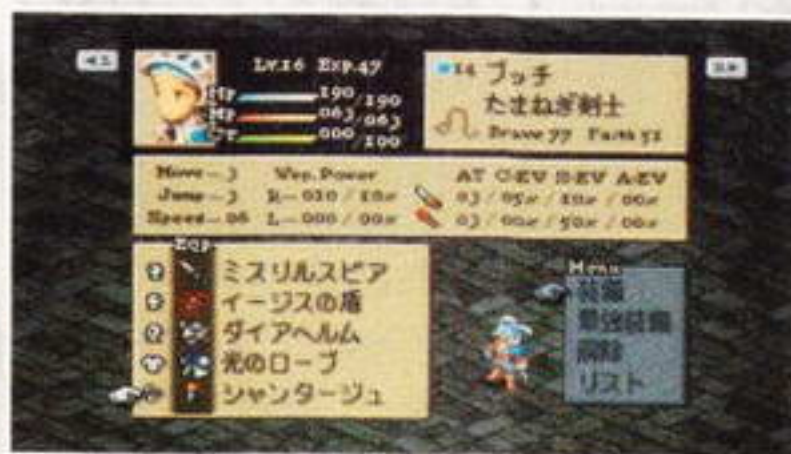 Lv.16 Exp.47
HP 190/190
MP 063/063
CT 000/100
14 ブッチ
たまねぎ剣士
Brave 77 Faith 52
Move–3 Wep.Power AT C-EV S-EV A-EV
Jump–3 R–010/10% 03/05%/10%/00%
Speed–06 L–000/00% 03/00%/50%/00%
Eqp.
ミスリルスピア
イージスの盾
ダイアヘルム
光のローブ
シャンタージュ
Menu
装備
最強装備
解除
リスト